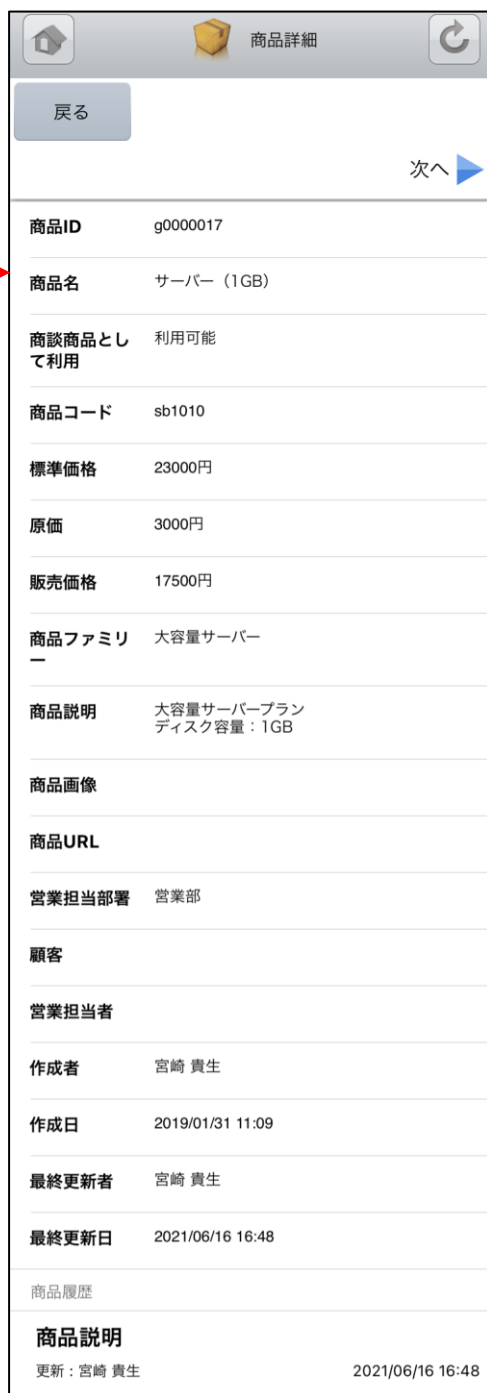 商品詳細
戻る
次へ
商品ID g0000017
商品名 サーバー（1GB）
商談商品とし 利用可能
て利用
商品コード sb1010
標準価格 23000円
原価 3000円
販売価格 17500円
商品ファミリ 大容量サーバー
ー
商品説明 大容量サーバープラン
ディスク容量：1GB
商品画像
商品URL
営業担当部署 営業部
顧客
営業担当者
作成者 宮崎 貴生
作成日 2019/01/31 11:09
最終更新者 宮崎 貴生
最終更新日 2021/06/16 16:48
商品履歴
商品説明
更新：宮崎 貴生 2021/06/16 16:48